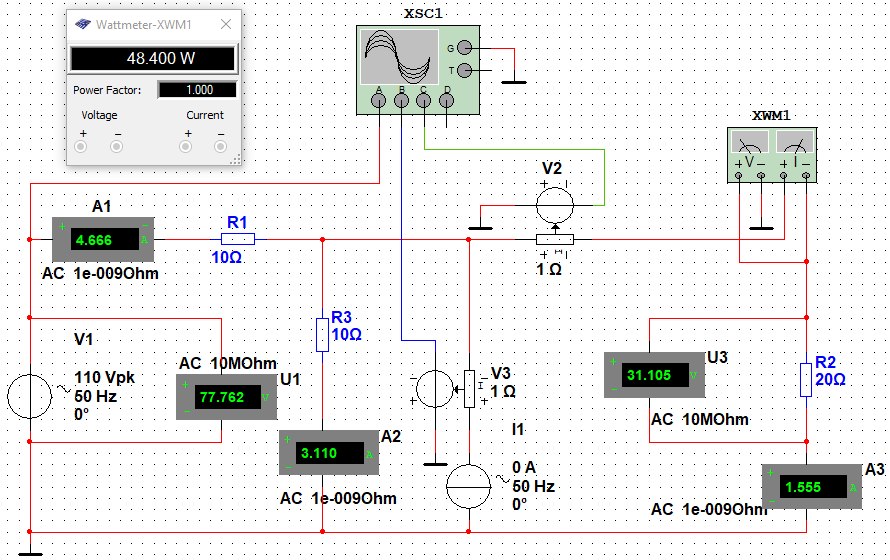 Wattmeter-XWM1
48.400 W
Power Factor: 1.000
Voltage Current
+ − + −
XSC1
G
T
A B C D
XWM1
+ V − + I −
V2
+ −
1 Ω
A1
+ 4.666 A
−
AC 1e-009Ohm
R1
10Ω
R3
10Ω
V1
110 Vpk
50 Hz
0°
AC 10MOhm
U1
+ 77.762 V
−
V3
1 Ω
− I
+ +
U3
+ 31.105 V
−
AC 10MOhm
R2
20Ω
A2
+ 3.110 A
−
AC 1e-009Ohm
I1
0 A
50 Hz
0°
A3
+ 1.555 A
−
AC 1e-009Ohm